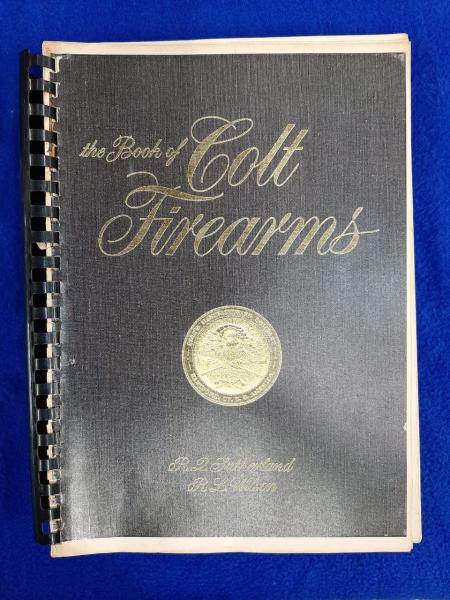 the Book of Colt
Firearms
R.Q. Sutherland
R.L. Wilson